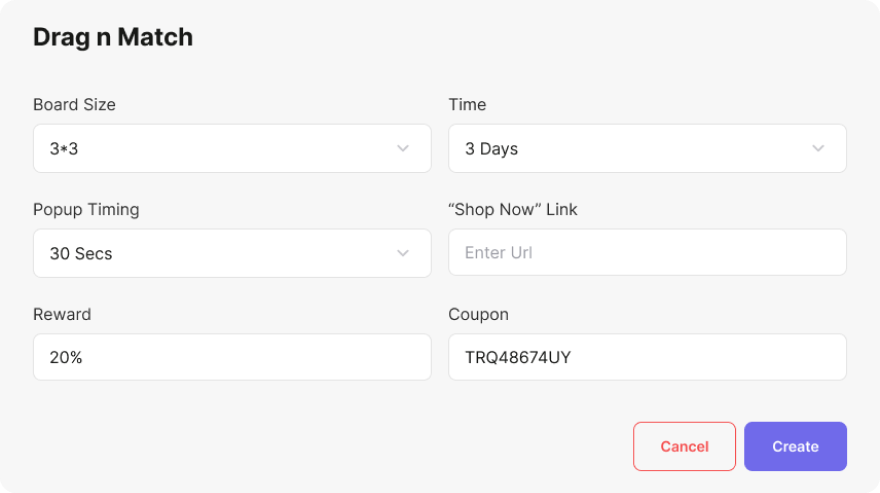 Drag n Match
Board Size
Time
3*3
3 Days
Popup Timing
“Shop Now” Link
30 Secs
Enter Url
Reward
Coupon
20%
TRQ48674UY
Cancel
Create